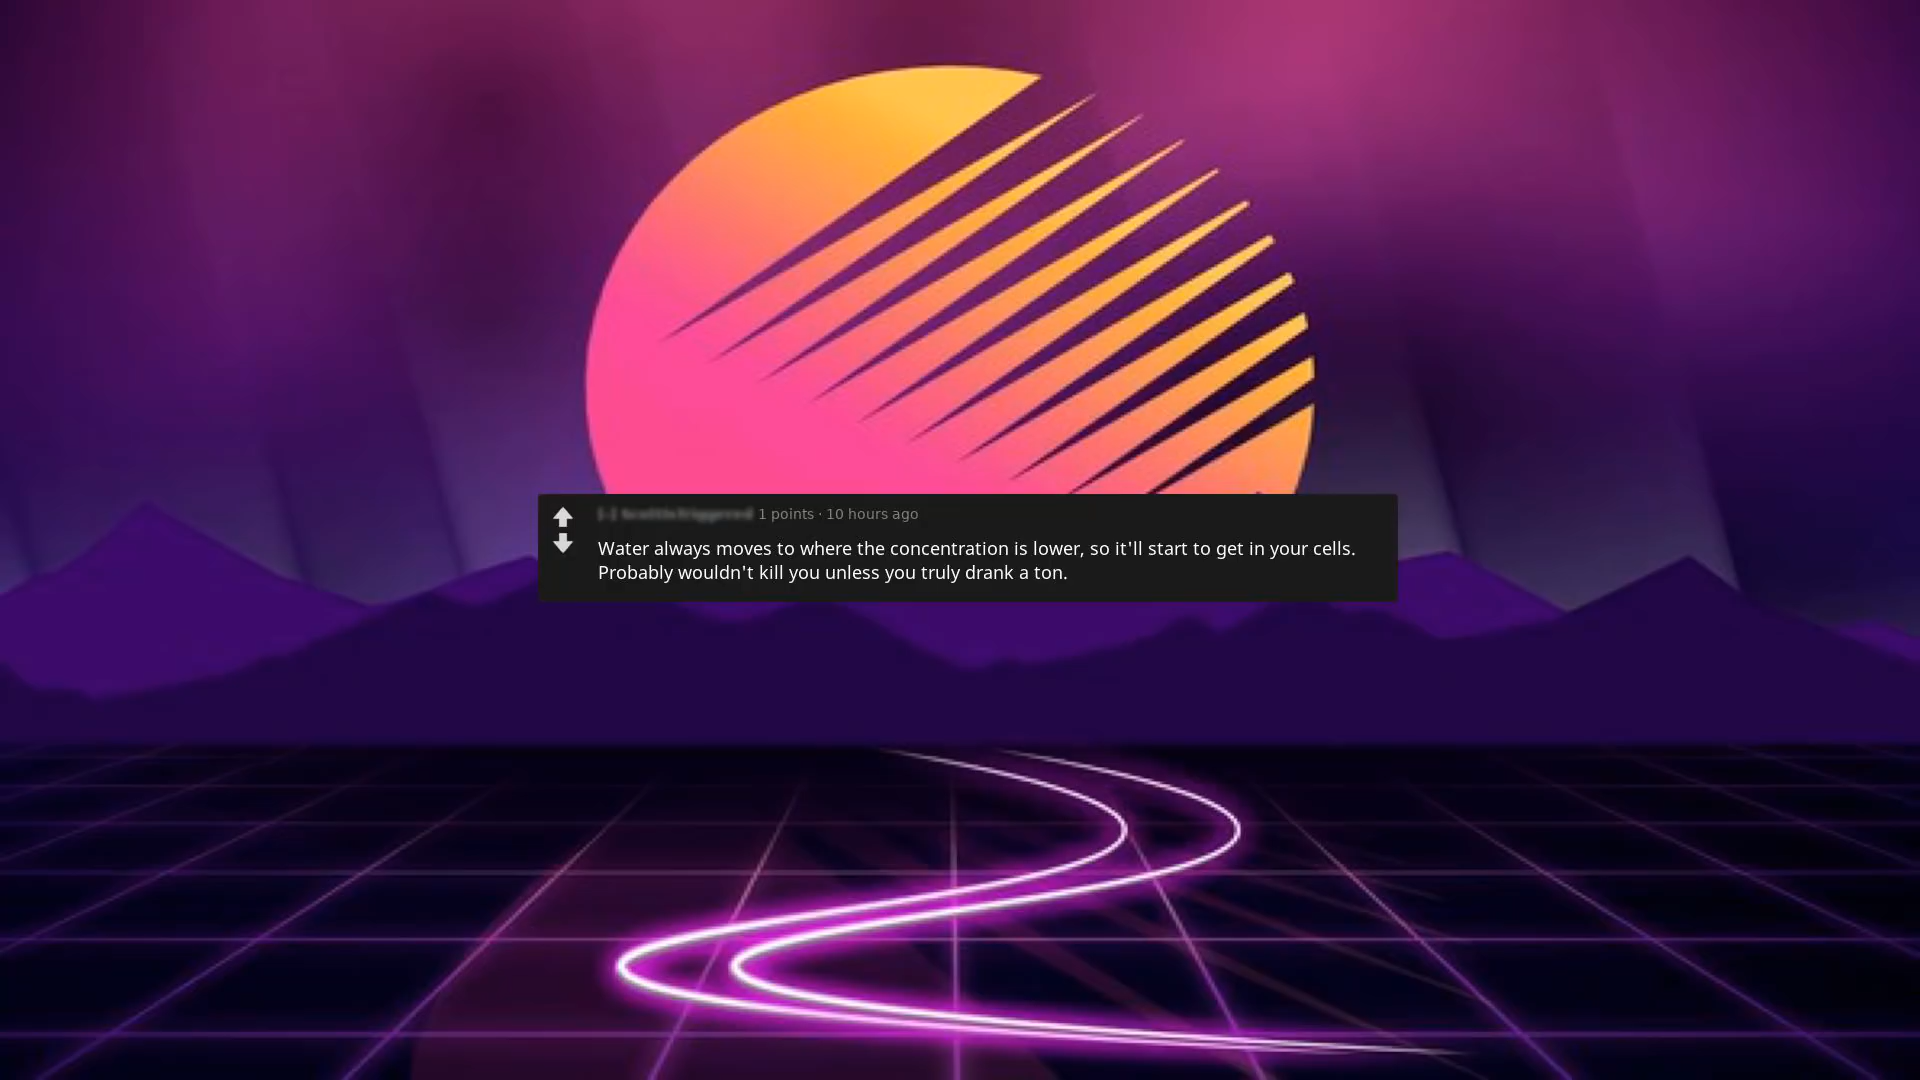 1 points · 10 hours ago
Water always moves to where the concentration is lower, so it'll start to get in your cells.
Probably wouldn't kill you unless you truly drank a ton.